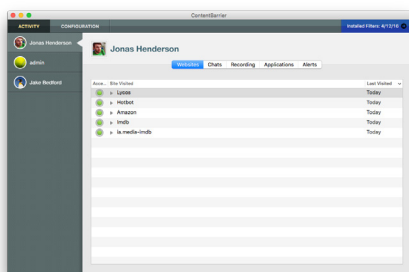 ContentBarrier
ACTIVITY CONFIGURATION Installed Filters: 4/12/16
Jonas Henderson
admin
Jake Bedford
Jonas Henderson
Websites Chats Recording Applications Alerts
Acce... Site Visited Last Visited
Lycos Today
Hotbot Today
Amazon Today
Imdb Today
ia.media-imdb Today